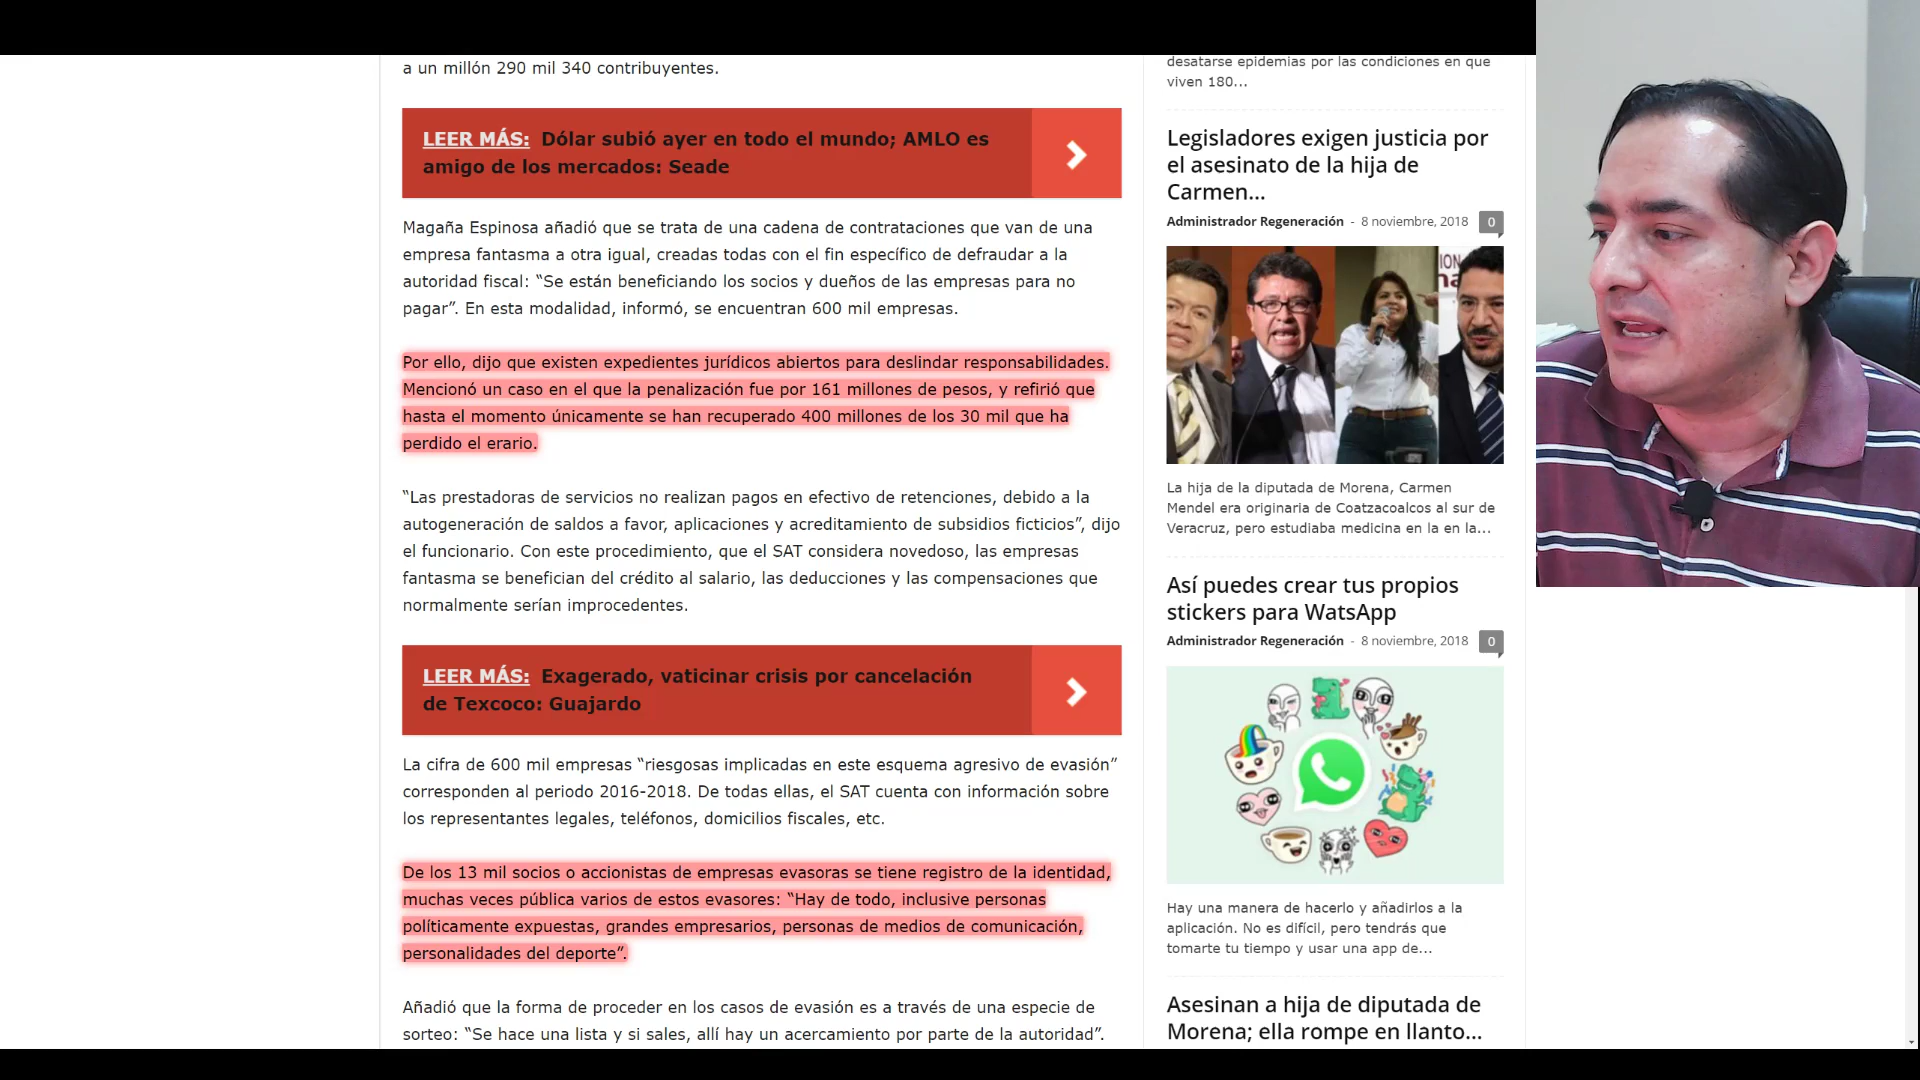 a un millón 290 mil 340 contribuyentes.
LEER MÁS: Dólar subió ayer en todo el mundo; AMLO es
amigo de los mercados: Seade
Magaña Espinosa añadió que se trata de una cadena de contrataciones que van de una
empresa fantasma a otra igual, creadas todas con el fin específico de defraudar a la
autoridad fiscal: “Se están beneficiando los socios y dueños de las empresas para no
pagar”. En esta modalidad, informó, se encuentran 600 mil empresas.
Por ello, dijo que existen expedientes jurídicos abiertos para deslindar responsabilidades.
Mencionó un caso en el que la penalización fue por 161 millones de pesos, y refirió que
hasta el momento únicamente se han recuperado 400 millones de los 30 mil que ha
perdido el erario.
“Las prestadoras de servicios no realizan pagos en efectivo de retenciones, debido a la
autogeneración de saldos a favor, aplicaciones y acreditamiento de subsidios ficticios”, dijo
el funcionario. Con este procedimiento, que el SAT considera novedoso, las empresas
fantasma se benefician del crédito al salario, las deducciones y las compensaciones que
normalmente serían improcedentes.
LEER MÁS: Exagerado, vaticinar crisis por cancelación
de Texcoco: Guajardo
La cifra de 600 mil empresas “riesgosas implicadas en este esquema agresivo de evasión”
corresponden al periodo 2016-2018. De todas ellas, el SAT cuenta con información sobre
los representantes legales, teléfonos, domicilios fiscales, etc.
De los 13 mil socios o accionistas de empresas evasoras se tiene registro de la identidad,
muchas veces pública varios de estos evasores: “Hay de todo, inclusive personas
políticamente expuestas, grandes empresarios, personas de medios de comunicación,
personalidades del deporte”.
Añadió que la forma de proceder en los casos de evasión es a través de una especie de
sorteo: “Se hace una lista y si sales, allí hay un acercamiento por parte de la autoridad”.
desatarse epidemias por las condiciones en que
viven 180...
Legisladores exigen justicia por
el asesinato de la hija de
Carmen...
Administrador Regeneración - 8 noviembre, 2018 0
La hija de la diputada de Morena, Carmen
Mendel era originaria de Coatzacoalcos al sur de
Veracruz, pero estudiaba medicina en la en la...
Así puedes crear tus propios
stickers para WatsApp
Administrador Regeneración - 8 noviembre, 2018 0
Hay una manera de hacerlo y añadirlos a la
aplicación. No es difícil, pero tendrás que
tomarte tu tiempo y usar una app de...
Asesinan a hija de diputada de
Morena; ella rompe en llanto...